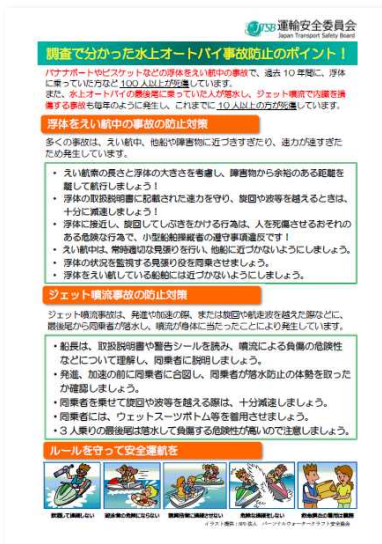 JTSB 運輸安全委員会
Japan Transport Safety Board
調査で分かった水上オートバイ事故防止のポイント！
バナナボートやビスケットなどの浮体をえい航中の事故で、過去10年間に、浮体
に乗っていた方など100人以上が死傷しています。
また、水上オートバイの最後尾に乗っていた人が落水し、ジェット噴流で内臓を損
傷する事故も毎年のように発生し、これまでに10人以上の方が死傷しています。
浮体をえい航中の事故の防止対策
多くの事故は、えい航中、他船や障害物に近づきすぎたり、速力が速すぎた
ため発生しています。
・ えい航索の長さと浮体の大きさを考慮し、障害物から余裕のある距離を
離して航行しましょう！
・ 浮体の取扱説明書に記載された速力を守り、旋回や波等を越えるときは、
十分に減速しましょう！
・ 浮体に接近し、旋回してしぶきをかける行為は、人を死傷させるおそれの
ある危険な行為で、小型船舶操縦者の遵守事項違反です！
・ えい航中は、常時適切な見張りを行い、他船に近づかないようにしましょう。
・ 浮体の状況を監視する見張り役を同乗させましょう。
・ 浮体をえい航している船舶には近づかないようにしましょう。
ジェット噴流事故の防止対策
ジェット噴流事故は、発進や加速の際、または旋回や航走波を越えた際などに、
最後尾から同乗者が落水し、噴流が身体に当たったことにより発生しています。
・船長は、取扱説明書や警告シールを読み、噴流による負傷の危険性
などについて理解し、同乗者に説明しましょう。
・発進、加速の前に同乗者に合図し、同乗者が落水防止の体勢を取った
か確認しましょう。
・同乗者を乗せて旋回や波等を越える際は、十分減速しましょう。
・同乗者には、ウェットスーツボトム等を着用させましょう。
・３人乗りの最後尾は落水して負傷する危険性が高いので注意しましょう。
ルールを守って安全運航を
イラスト提供：NPO法人 パーソナルウォータークラフト安全協会